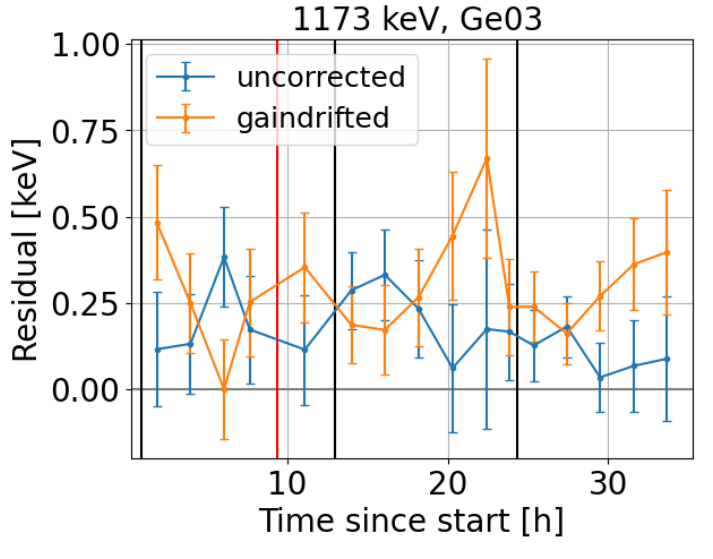 1173 keV, Ge03
1.00
uncorrected
gaindrifted
0.75
0.50
0.25
0.00
Residual [keV]
10
20
30
Time since start [h]